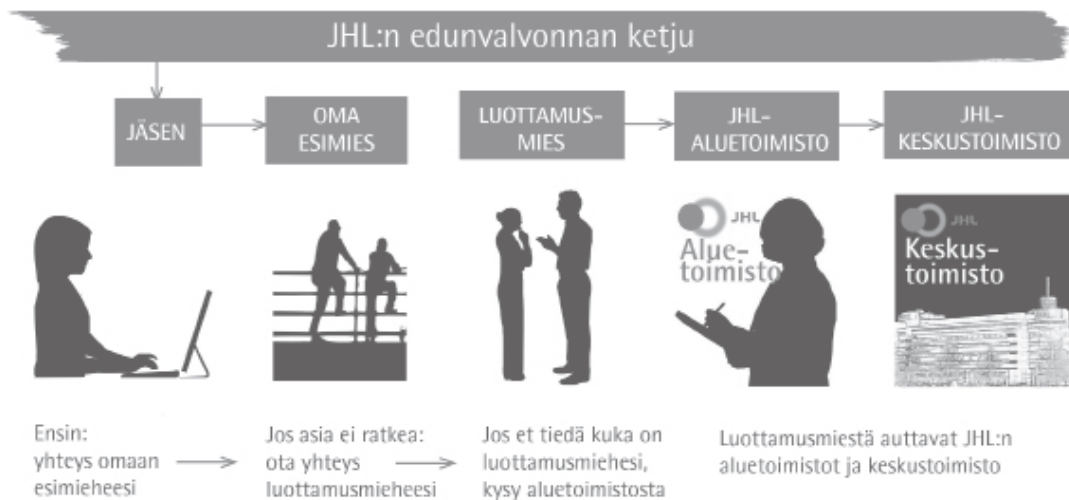 JHL:n edunvalvonnan ketju
JÄSEN
OMA
ESIMIES
LUOTTAMUS-
MIES
JHL-
ALUETOIMISTO
JHL-
KESKUSTOIMISTO
JHL
Alue-
toimisto
JHL
Keskus-
toimisto
Ensin:
yhteys omaan
esimieheesi
Jos asia ei ratkea:
ota yhteys
luottamusmieheesi
Jos et tiedä kuka on
luottamusmiehesi,
kysy aluetoimistosta
Luottamusmiestä auttavat JHL:n
aluetoimistot ja keskustoimisto